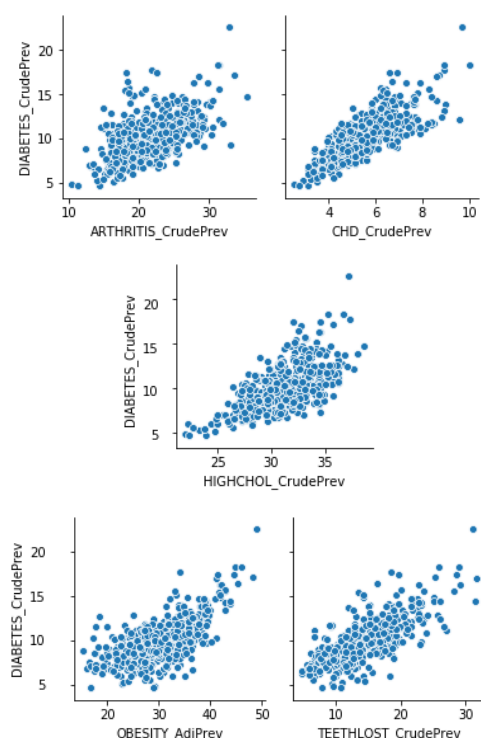 DIABETES_CrudePrev
20
15
10
5
10 20 30
4 6 8 10
ARTHRITIS_CrudePrev CHD_CrudePrev
DIABETES_CrudePrev
20
15
10
5
25 30 35
HIGHCHOL_CrudePrev
DIABETES_CrudePrev
20
15
10
5
20 30 40 50
10 20 30
OBESITY_AdjPrev TEETHLOST_CrudePrev